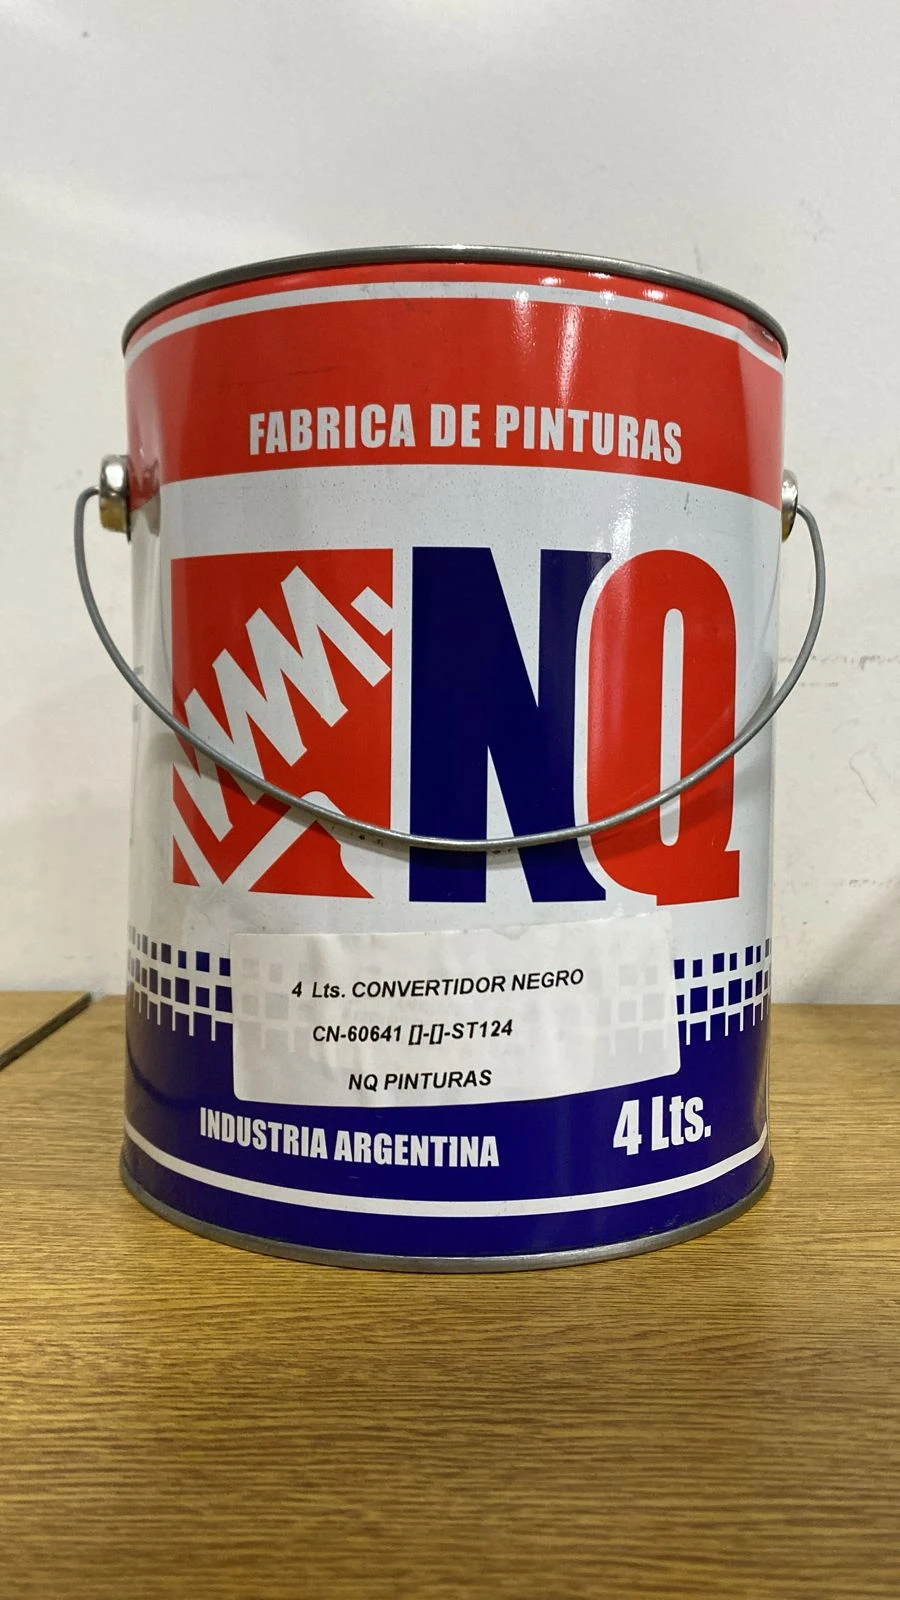 FABRICA DE PINTURAS
NQ
4 Lts. CONVERTIDOR NEGRO
CN-60641 []-[]-ST124
NQ PINTURAS
INDUSTRIA ARGENTINA
4 Lts.